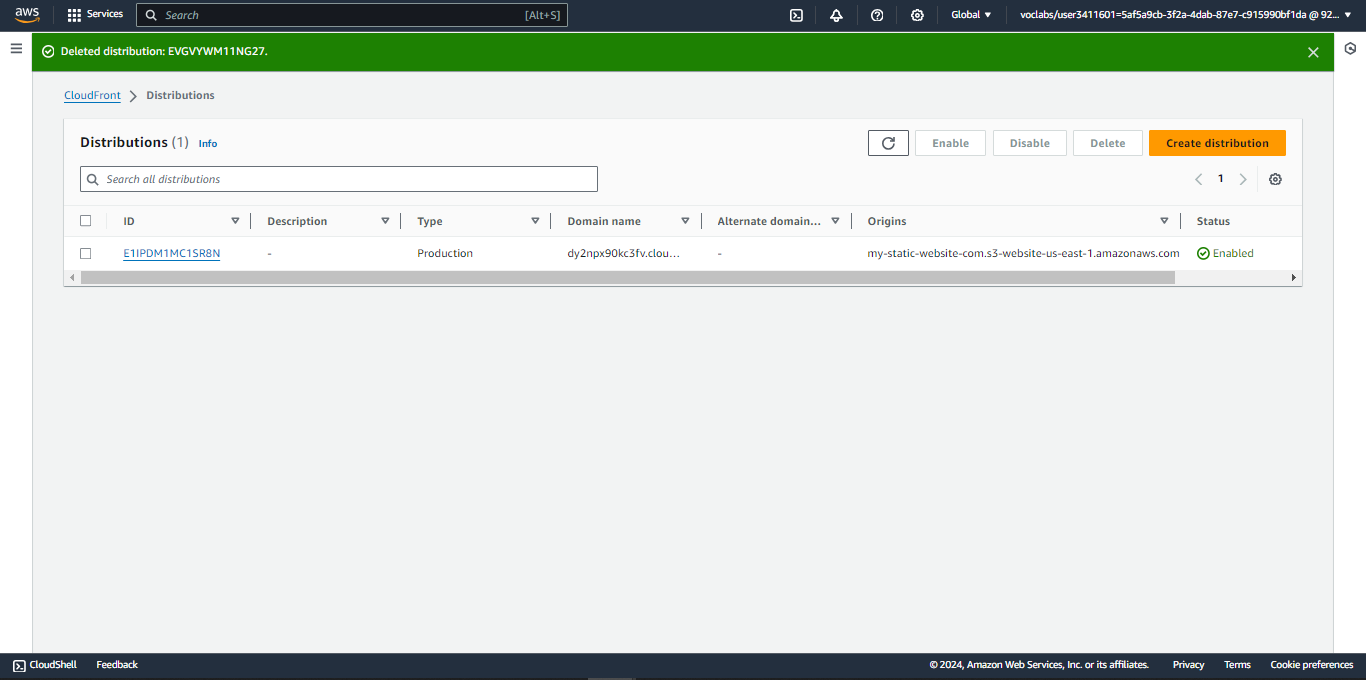 aws Services Search [Alt+S] Global voclabs/user3411601=5af5a9cb-3f2a-4dab-87e7-c915990bf1da @ 92...
Deleted distribution: EVGVYWM11NG27.
CloudFront Distributions
Distributions (1) Info Enable Disable Delete Create distribution
Search all distributions 1
ID Description Type Domain name Alternate domain... Origins Status
E1IPDM1MC1SR8N - Production dy2npx90kc3fv.clou... - my-static-website-com.s3-website-us-east-1.amazonaws.com Enabled
CloudShell Feedback © 2024, Amazon Web Services, Inc. or its affiliates. Privacy Terms Cookie preferences